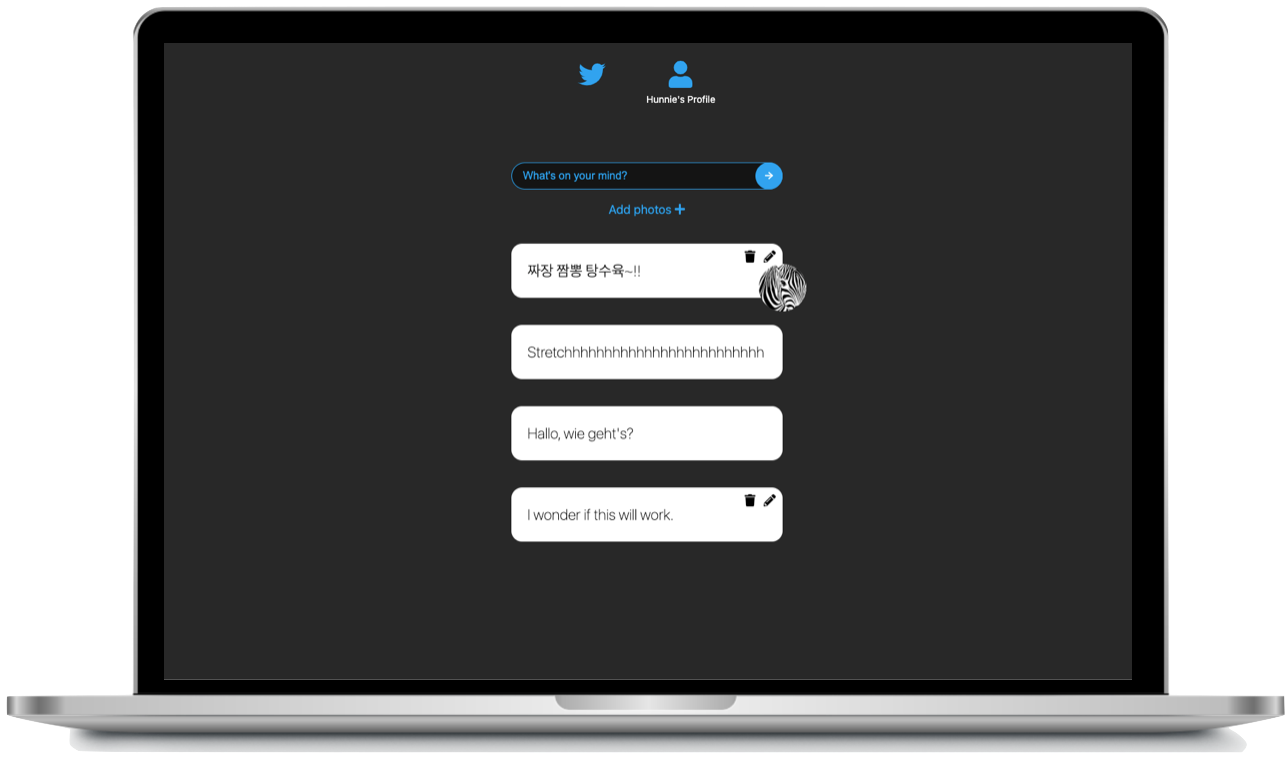 Hunnie's Profile
What's on your mind?
Add photos
짜장 짬뽕 탕수육~!!
Stretchhhhhhhhhhhhhhhhhhhhhhhhh
Hallo, wie geht's?
I wonder if this will work.